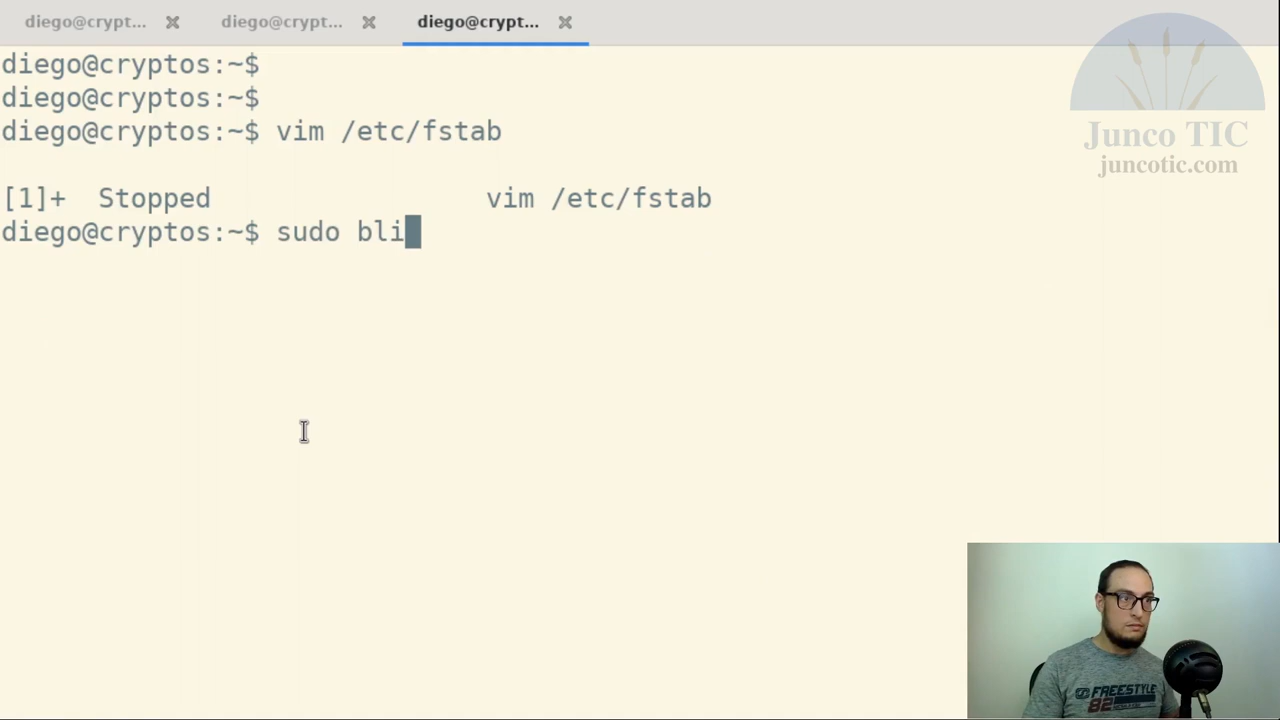 diego@crypt... diego@crypt... diego@crypt...
diego@cryptos:~$
diego@cryptos:~$
diego@cryptos:~$ vim /etc/fstab
[1]+  Stopped                 vim /etc/fstab
diego@cryptos:~$ sudo bli
Junco TIC
juncotic.com
FREESTYLE
82